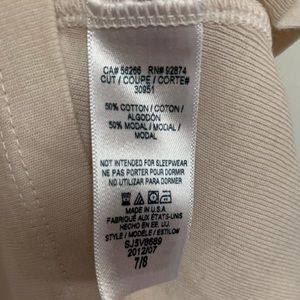 CA# 56266 RN# 92874
CUT / COUPE / CORTE#
30951
50% COTTON / COTON /
ALGODÓN
50% MODAL / MODAL /
MODAL
NOT INTENDED FOR SLEEPWEAR
NE PAS PORTER POUR DORMIR
NO UTILIZAR PARA DORMIR
MADE IN U.S.A.
FABRIQUÉ AUX ÉTATS-UNIS
HECHO EN EE. UU.
STYLE / MODÈLE / ESTILO#
SJ5V8689
2012/07
7/8